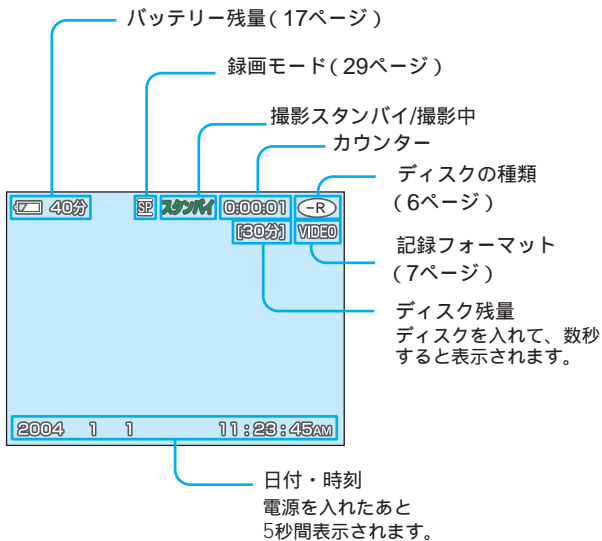 バッテリー残量(17ページ)
録画モード(29ページ)
撮影スタンバイ/撮影中
カウンター
ディスクの種類
(6ページ)
40分 SP スタンバイ 0:00:01 -R
[30分] VIDEO
記録フォーマット
(7ページ)
ディスク残量
ディスクを入れて、数秒
すると表示されます。
2004 1 1 11:23:45AM
日付・時刻
電源を入れたあと
5秒間表示されます。